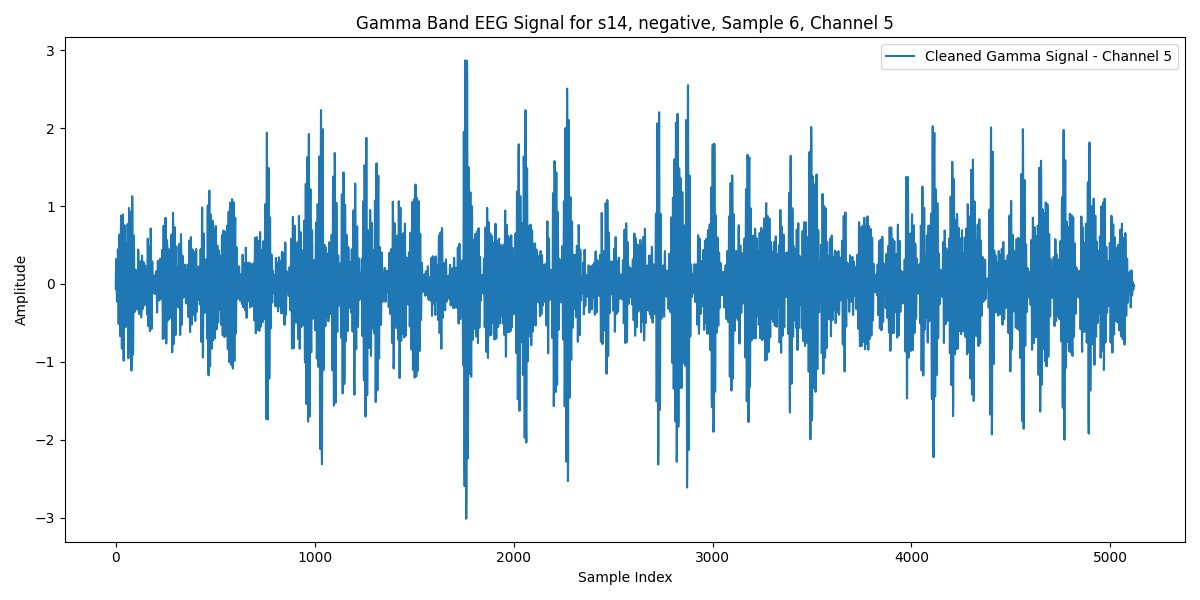 Gamma Band EEG Signal for s14, negative, Sample 6, Channel 5
Cleaned Gamma Signal - Channel 5
3
2
1
0
−1
−2
−3
Amplitude
0 1000 2000 3000 4000 5000
Sample Index